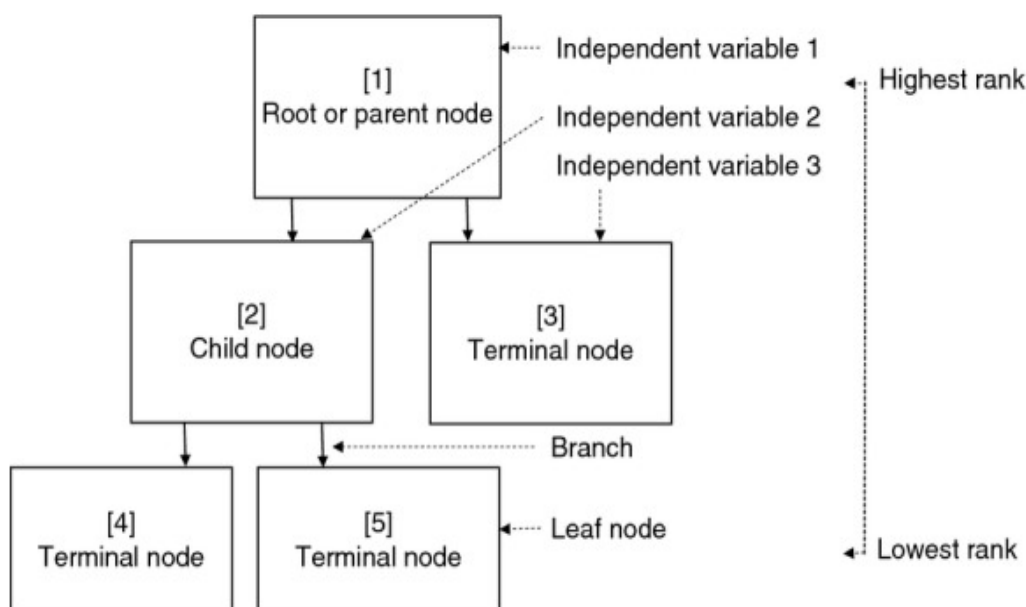 Independent variable 1
[1]
Root or parent node
Highest rank
Independent variable 2
Independent variable 3
[2]
Child node
[3]
Terminal node
Branch
[4]
Terminal node
[5]
Terminal node
Leaf node
Lowest rank